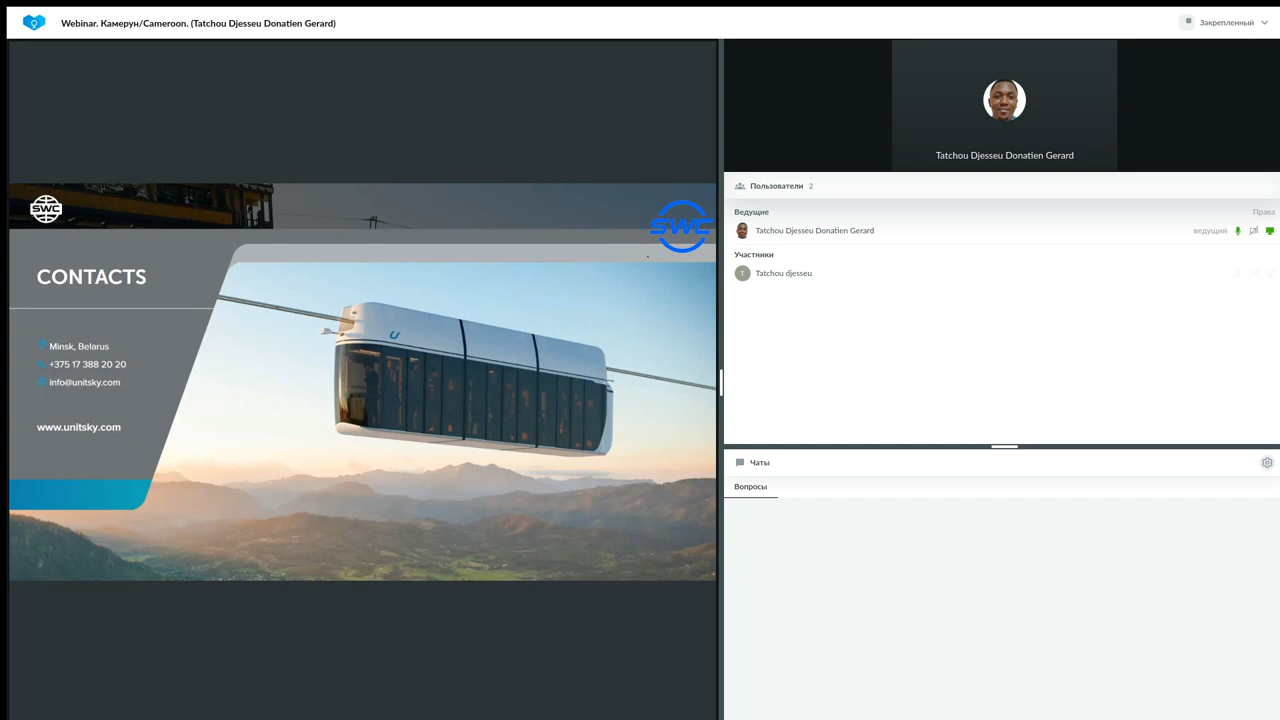 Webinar. Камерун/Cameroon. (Tatchou Djesseu Donatien Gerard)
Закрепленный
SWC
SWC
CONTACTS
Minsk, Belarus
+375 17 388 20 20
info@unitsky.com
www.unitsky.com
U
Tatchou Djesseu Donatien Gerard
Пользователи 2
Ведущие
Права
Tatchou Djesseu Donatien Gerard
ведущий
Участники
T
Tatchou djesseu
Чаты
Вопросы